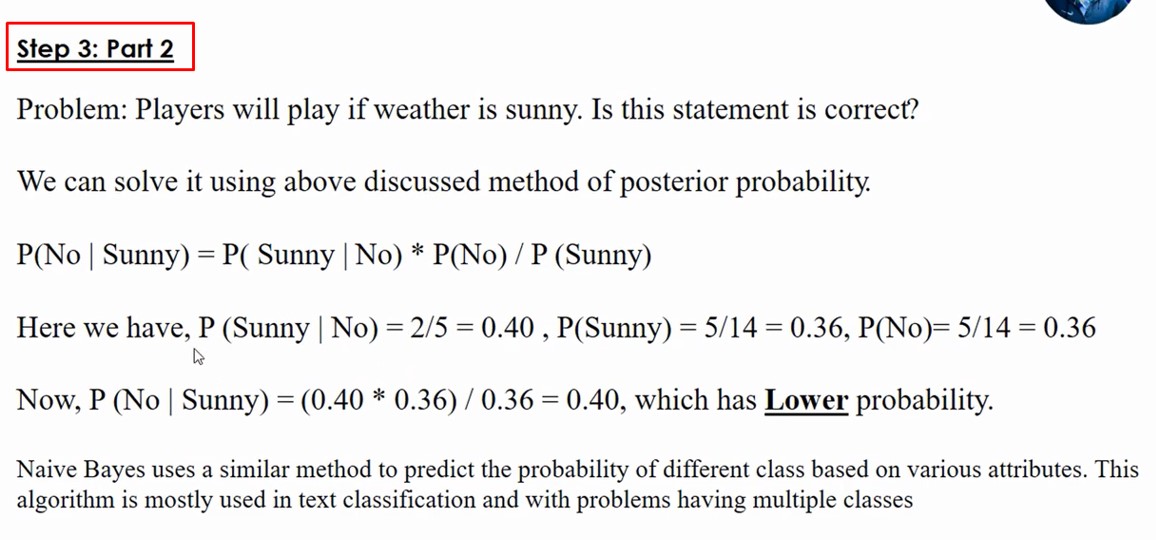 Step 3: Part 2
Problem: Players will play if weather is sunny. Is this statement is correct?
We can solve it using above discussed method of posterior probability.
P(No | Sunny) = P( Sunny | No) * P(No) / P (Sunny)
Here we have, P (Sunny | No) = 2/5 = 0.40 , P(Sunny) = 5/14 = 0.36, P(No)= 5/14 = 0.36
Now, P (No | Sunny) = (0.40 * 0.36) / 0.36 = 0.40, which has Lower probability.
Naive Bayes uses a similar method to predict the probability of different class based on various attributes. This
algorithm is mostly used in text classification and with problems having multiple classes